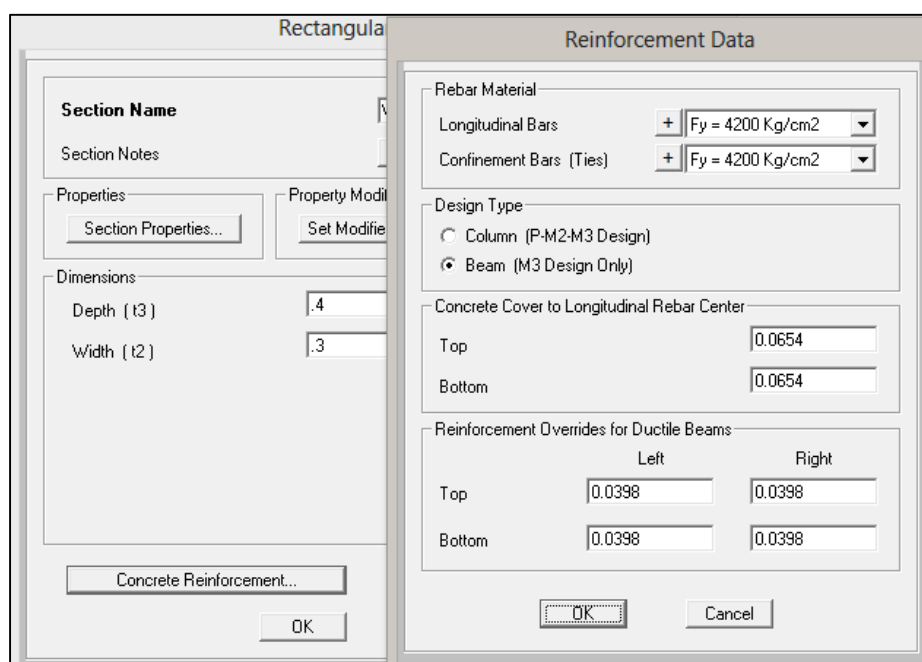 Rectangula
Section Name
Section Notes
Properties
Section Properties...
Property Modif
Set Modifie
Dimensions
Depth ( t3 )
.4
Width ( t2 )
.3
Concrete Reinforcement...
OK
Reinforcement Data
Rebar Material
Longitudinal Bars
+
Fy = 4200 Kg/cm2
Confinement Bars (Ties)
+
Fy = 4200 Kg/cm2
Design Type
Column (P-M2-M3 Design)
Beam (M3 Design Only)
Concrete Cover to Longitudinal Rebar Center
Top
0.0654
Bottom
0.0654
Reinforcement Overrides for Ductile Beams
Left
Right
Top
0.0398
0.0398
Bottom
0.0398
0.0398
OK
Cancel